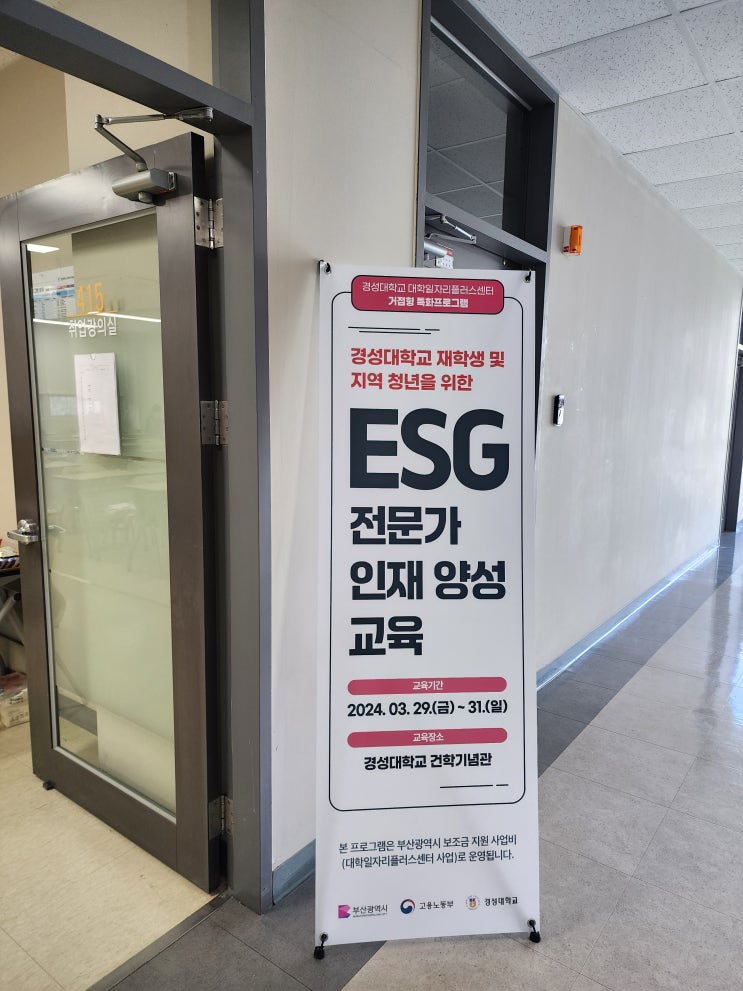 415
취업강의실
경성대학교 대학일자리플러스센터
거점형 특화프로그램
경성대학교 재학생 및
지역 청년을 위한
ESG
전문가
인재 양성
교육
교육기간
2024. 03. 29.(금) ~ 31.(일)
교육장소
경성대학교 건학기념관
본 프로그램은 부산광역시 보조금 지원 사업비
(대학일자리플러스센터 사업)로 운영됩니다.
부산광역시
고용노동부
경성대학교